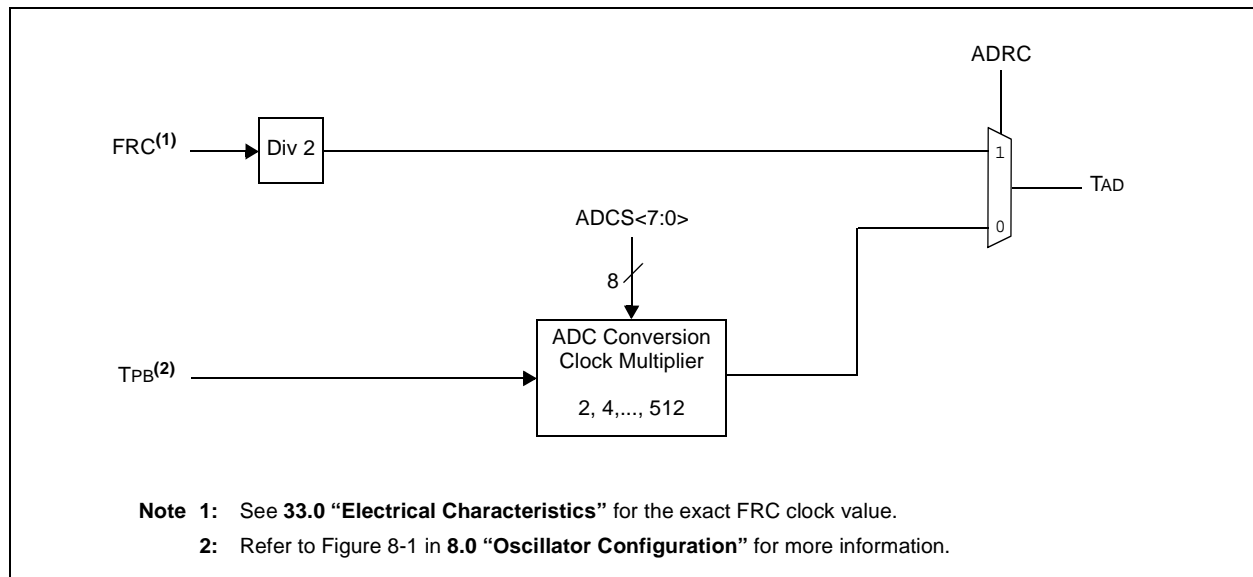 ADRC
FRC(1)
Div 2
1
TAD
ADCS<7:0>
0
8
ADC Conversion
Clock Multiplier
TPB(2)
2, 4,..., 512
Note 1: See 33.0 “Electrical Characteristics” for the exact FRC clock value.
2: Refer to Figure 8-1 in 8.0 “Oscillator Configuration” for more information.